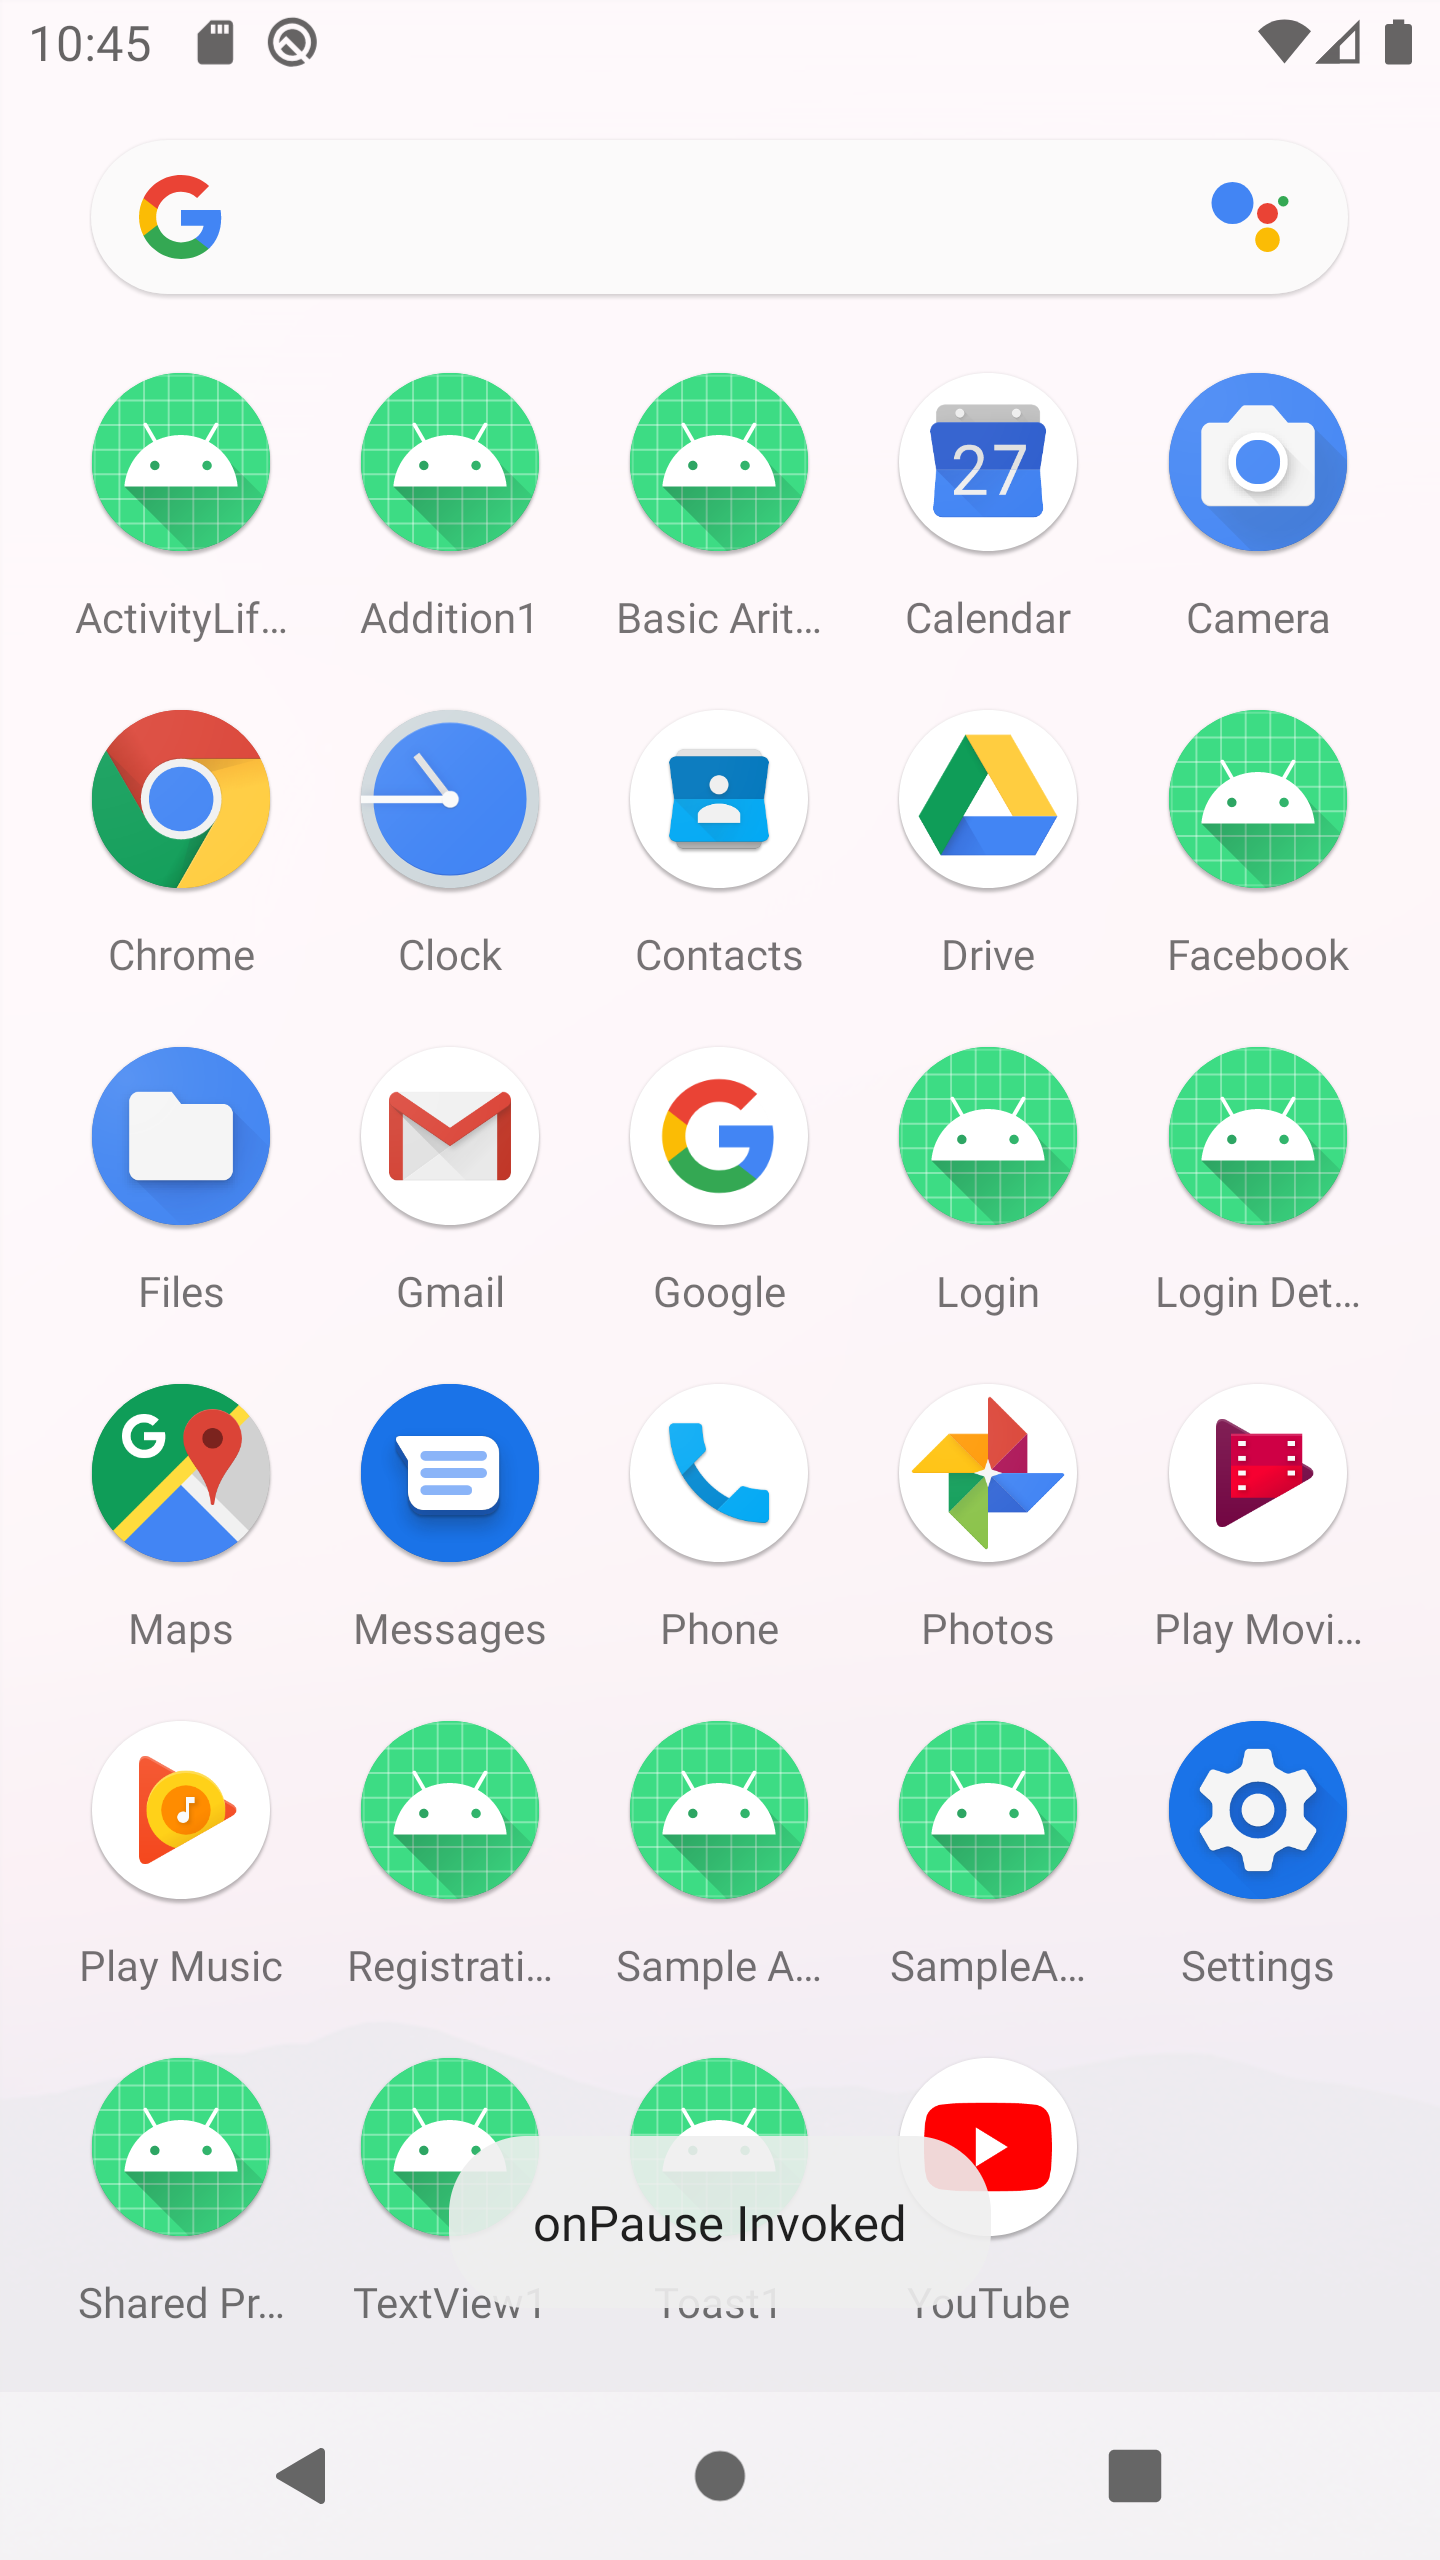 10:45
ActivityLif... Addition1 Basic Arit... Calendar Camera
27
Chrome Clock Contacts Drive Facebook
Files Gmail Google Login Login Det...
Maps Messages Phone Photos Play Movi...
Play Music Registrati... Sample A... SampleA... Settings
onPause Invoked
Shared Pr... TextView1 Toast1 YouTube